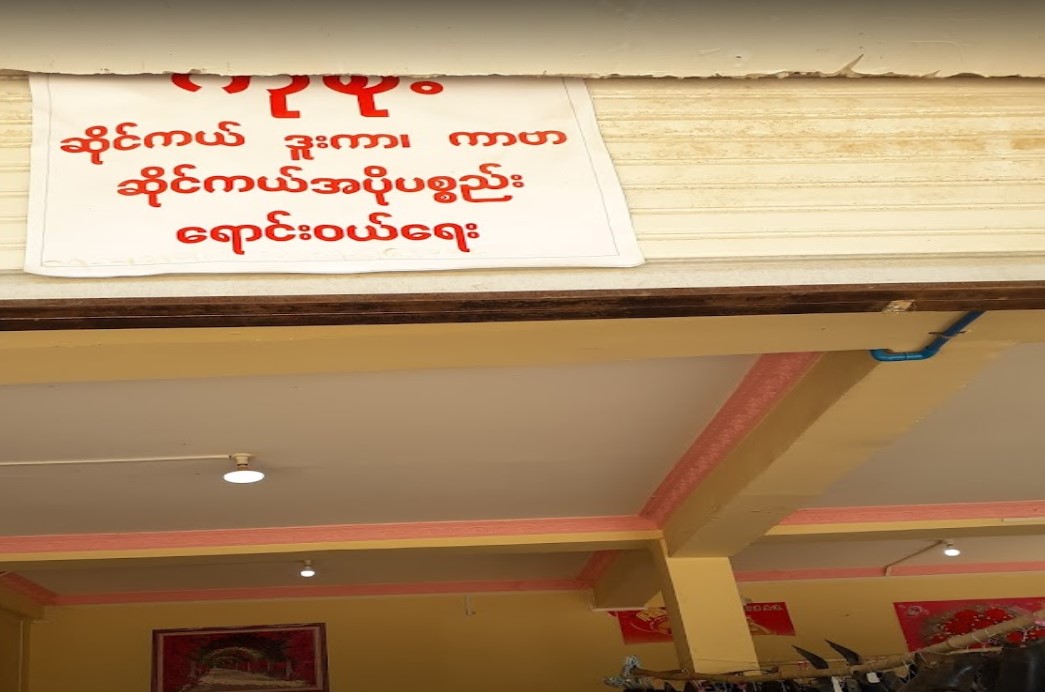 ဆိုင်ကယ် ဒူးကာ၊ ကာဗာ
ဆိုင်ကယ်အပိုပစ္စည်း
ရောင်းဝယ်ရေး